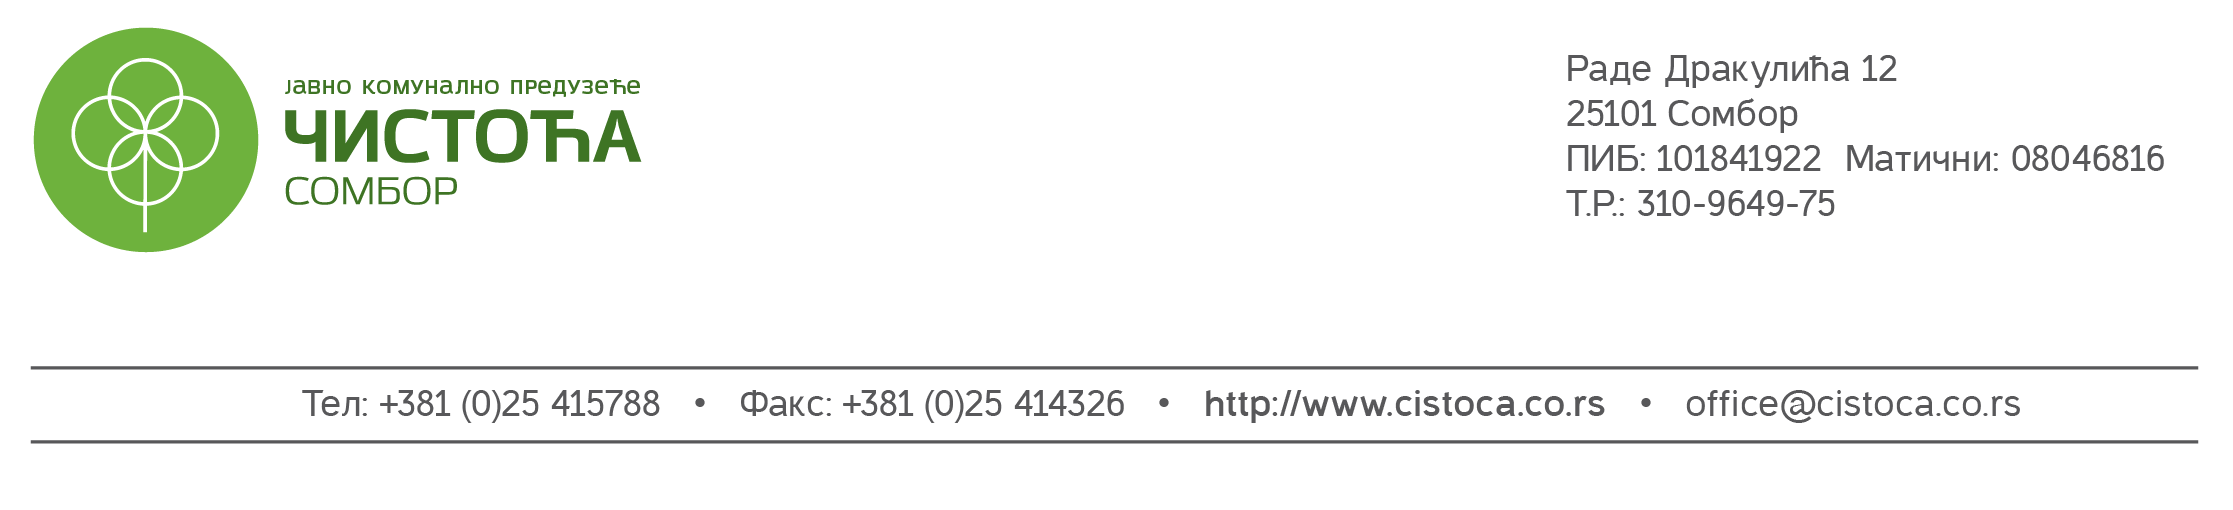 јавно комунално предузеће
ЧИСТОЋА
СОМБОР
Раде Дракулића 12
25101 Сомбор
ПИБ: 101841922 Матични: 08046816
Т.Р.: 310-9649-75
Тел: +381 (0)25 415788 • Факс: +381 (0)25 414326 • http://www.cistoca.co.rs • office@cistoca.co.rs